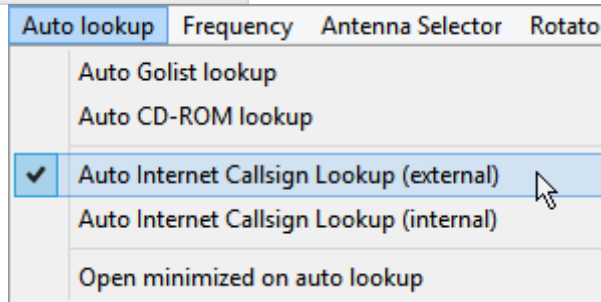 Auto lookup Frequency Antenna Selector Rotato
Auto Golist lookup
Auto CD-ROM lookup
Auto Internet Callsign Lookup (external)
Auto Internet Callsign Lookup (internal)
Open minimized on auto lookup